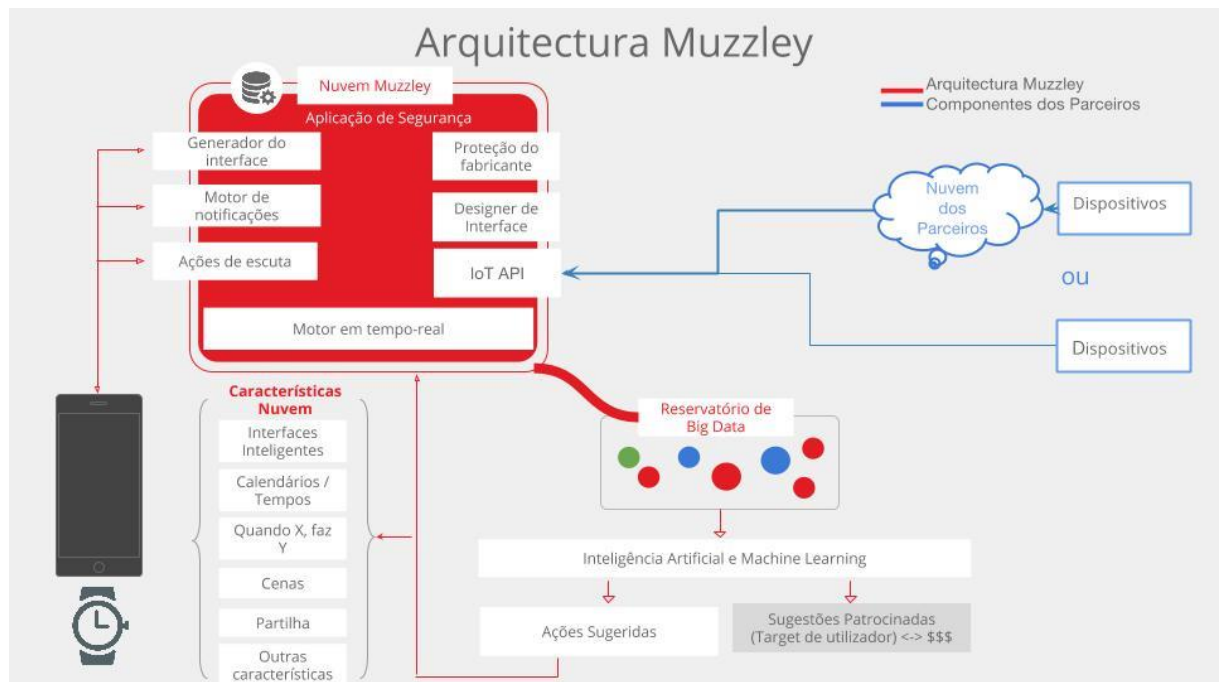 Arquitectura Muzzley
Nuvem Muzzley
Aplicação de Segurança
Arquitectura Muzzley
Componentes dos Parceiros
Generador do
interface
Motor de
notificações
Ações de escuta
Proteção do
fabricante
Designer de
Interface
IoT API
Motor em tempo-real
Nuvem
dos
Parceiros
Dispositivos
ou
Dispositivos
Características
Nuvem
Interfaces
Inteligentes
Calendários /
Tempos
Quando X, faz
Y
Cenas
Partilha
Outras
características
Reservatório de
Big Data
Inteligência Artificial e Machine Learning
Ações Sugeridas
Sugestões Patrocinadas
(Target de utilizador) <-> $$$